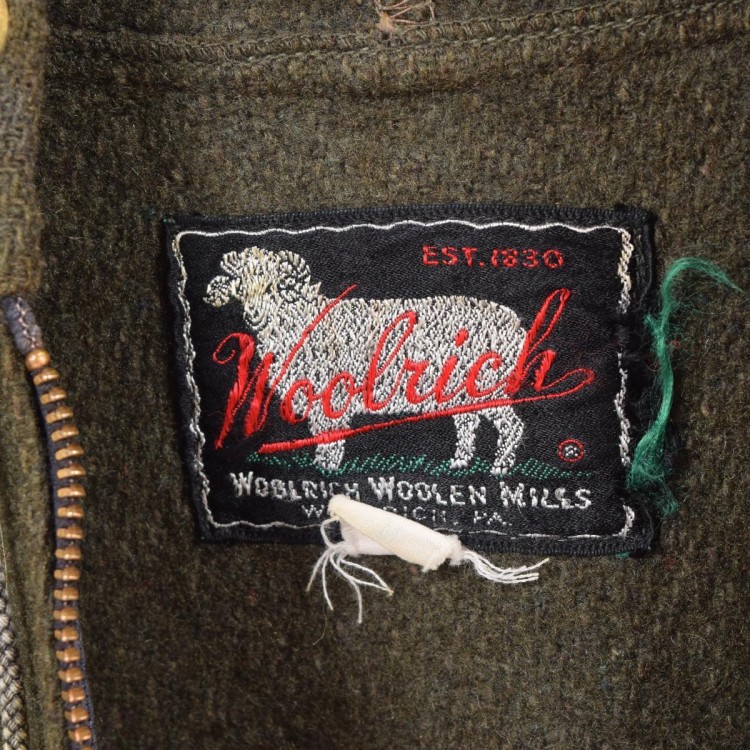 EST. 1830
Woolrich
®
WOOLRICH WOOLEN MILLS
PA.